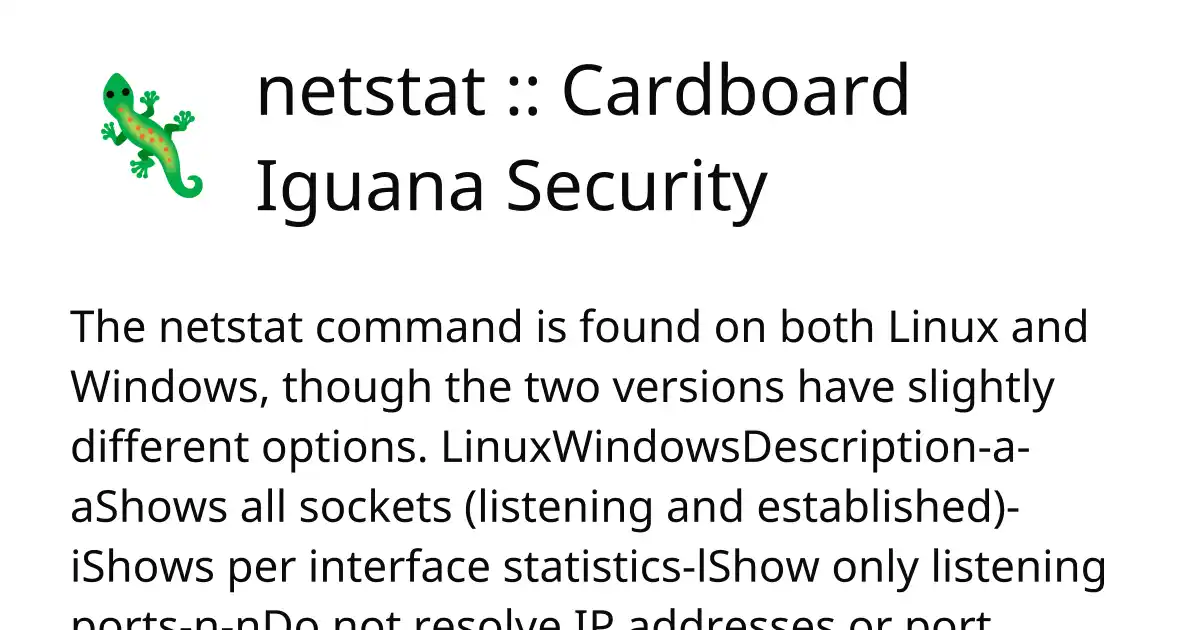 netstat :: Cardboard
Iguana Security
The netstat command is found on both Linux and
Windows, though the two versions have slightly
different options. LinuxWindowsDescription-a-
aShows all sockets (listening and established)-
iShows per interface statistics-lShow only listening
ports-n-nDo not resolve IP addresses or port